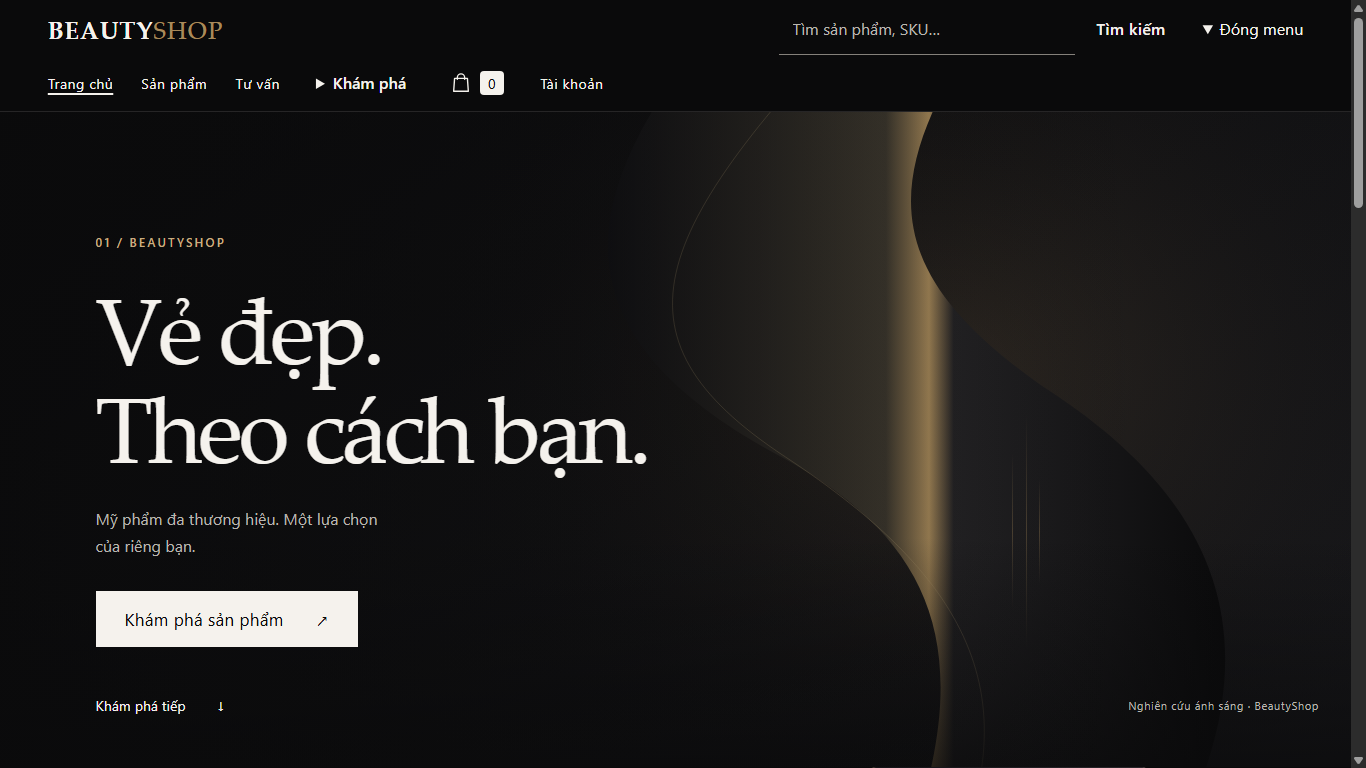 BEAUTYSHOP
Tìm sản phẩm, SKU...
Tìm kiếm
▼ Đóng menu
Trang chủ
Sản phẩm
Tư vấn
▶ Khám phá
0
Tài khoản
01 / BEAUTYSHOP
Vẻ đẹp.
Theo cách bạn.
Mỹ phẩm đa thương hiệu. Một lựa chọn
của riêng bạn.
Khám phá sản phẩm ↗
Khám phá tiếp ↓
Nghiên cứu ánh sáng · BeautyShop